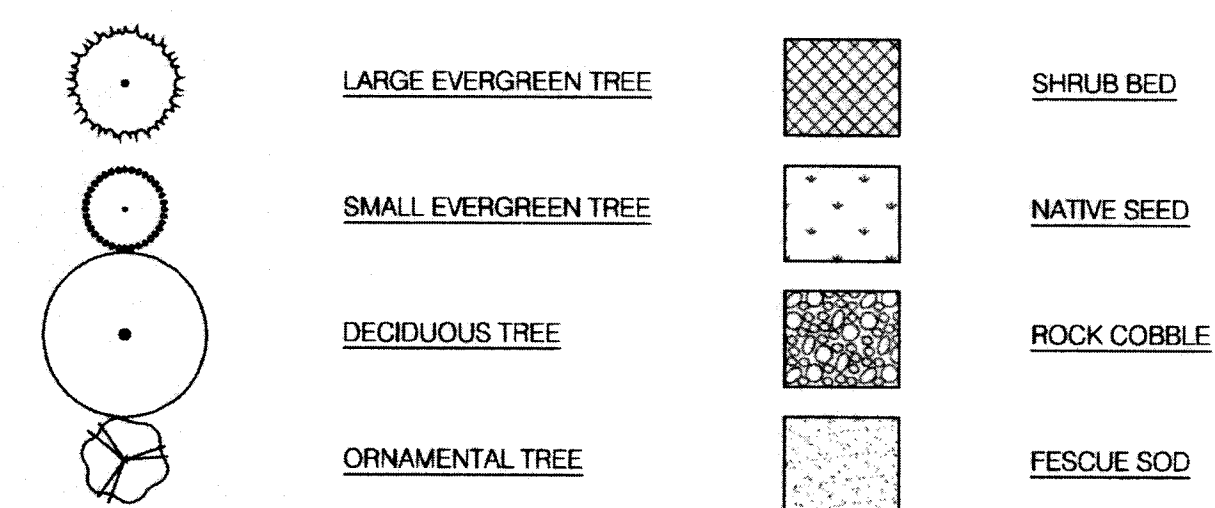 LARGE EVERGREEN TREE
SMALL EVERGREEN TREE
DECIDUOUS TREE
ORNAMENTAL TREE
SHRUB BED
NATIVE SEED
ROCK COBBLE
FESCUE SOD